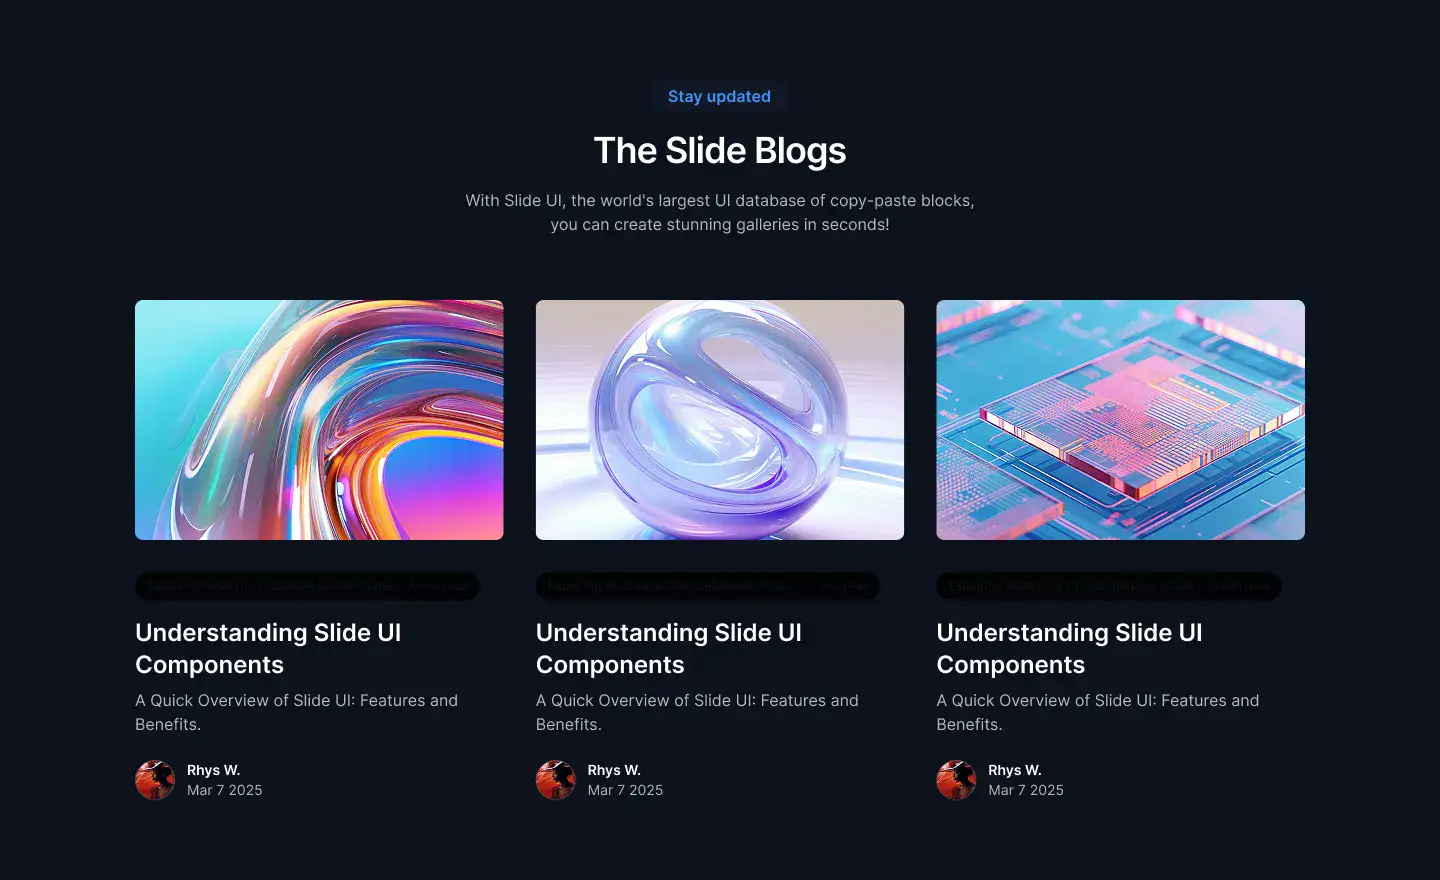 Stay updated
The Slide Blogs
With Slide UI, the world's largest UI database of copy-paste blocks,
you can create stunning galleries in seconds!
Understanding Slide UI
Components
A Quick Overview of Slide UI: Features and
Benefits.
Rhys W.
Mar 7 2025
Understanding Slide UI
Components
A Quick Overview of Slide UI: Features and
Benefits.
Rhys W.
Mar 7 2025
Understanding Slide UI
Components
A Quick Overview of Slide UI: Features and
Benefits.
Rhys W.
Mar 7 2025